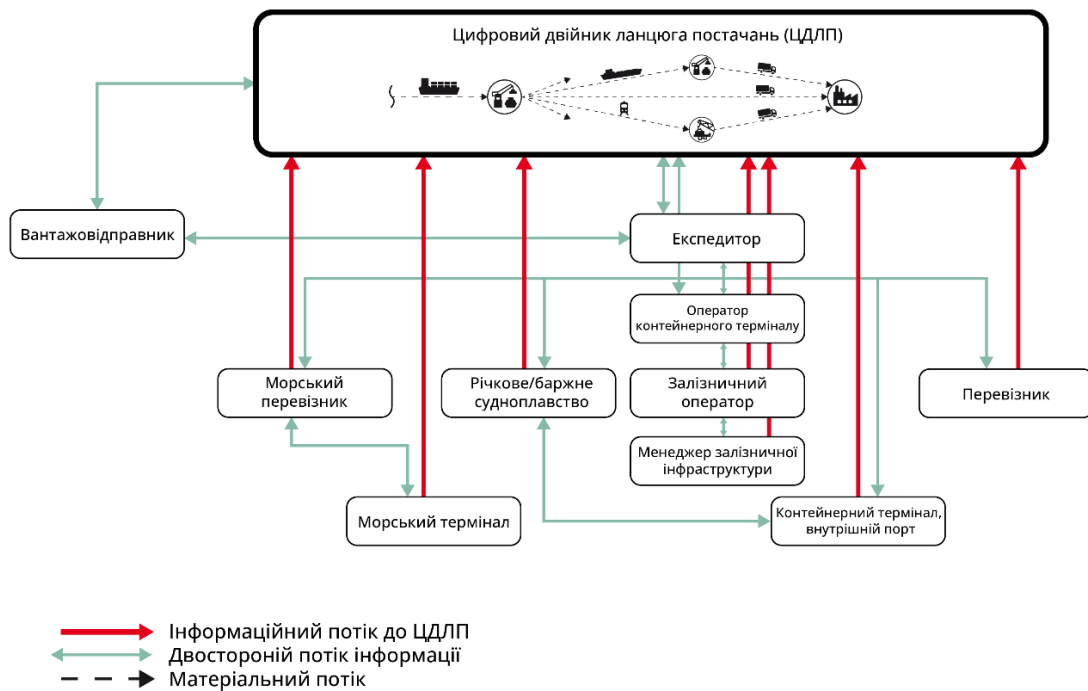 Цифровий двійник ланцюга постачань (ЦДЛП)
Вантажовідправник
Експедитор
Оператор
контейнерного терміналу
Морський
перевізник
Річкове/баржне
судноплавство
Залізничний
оператор
Перевізник
Менеджер залізничної
інфраструктури
Морський термінал
Контейнерний термінал,
внутрішній порт
Інформаційний потік до ЦДЛП
Двостороній потік інформації
Матеріальний потік